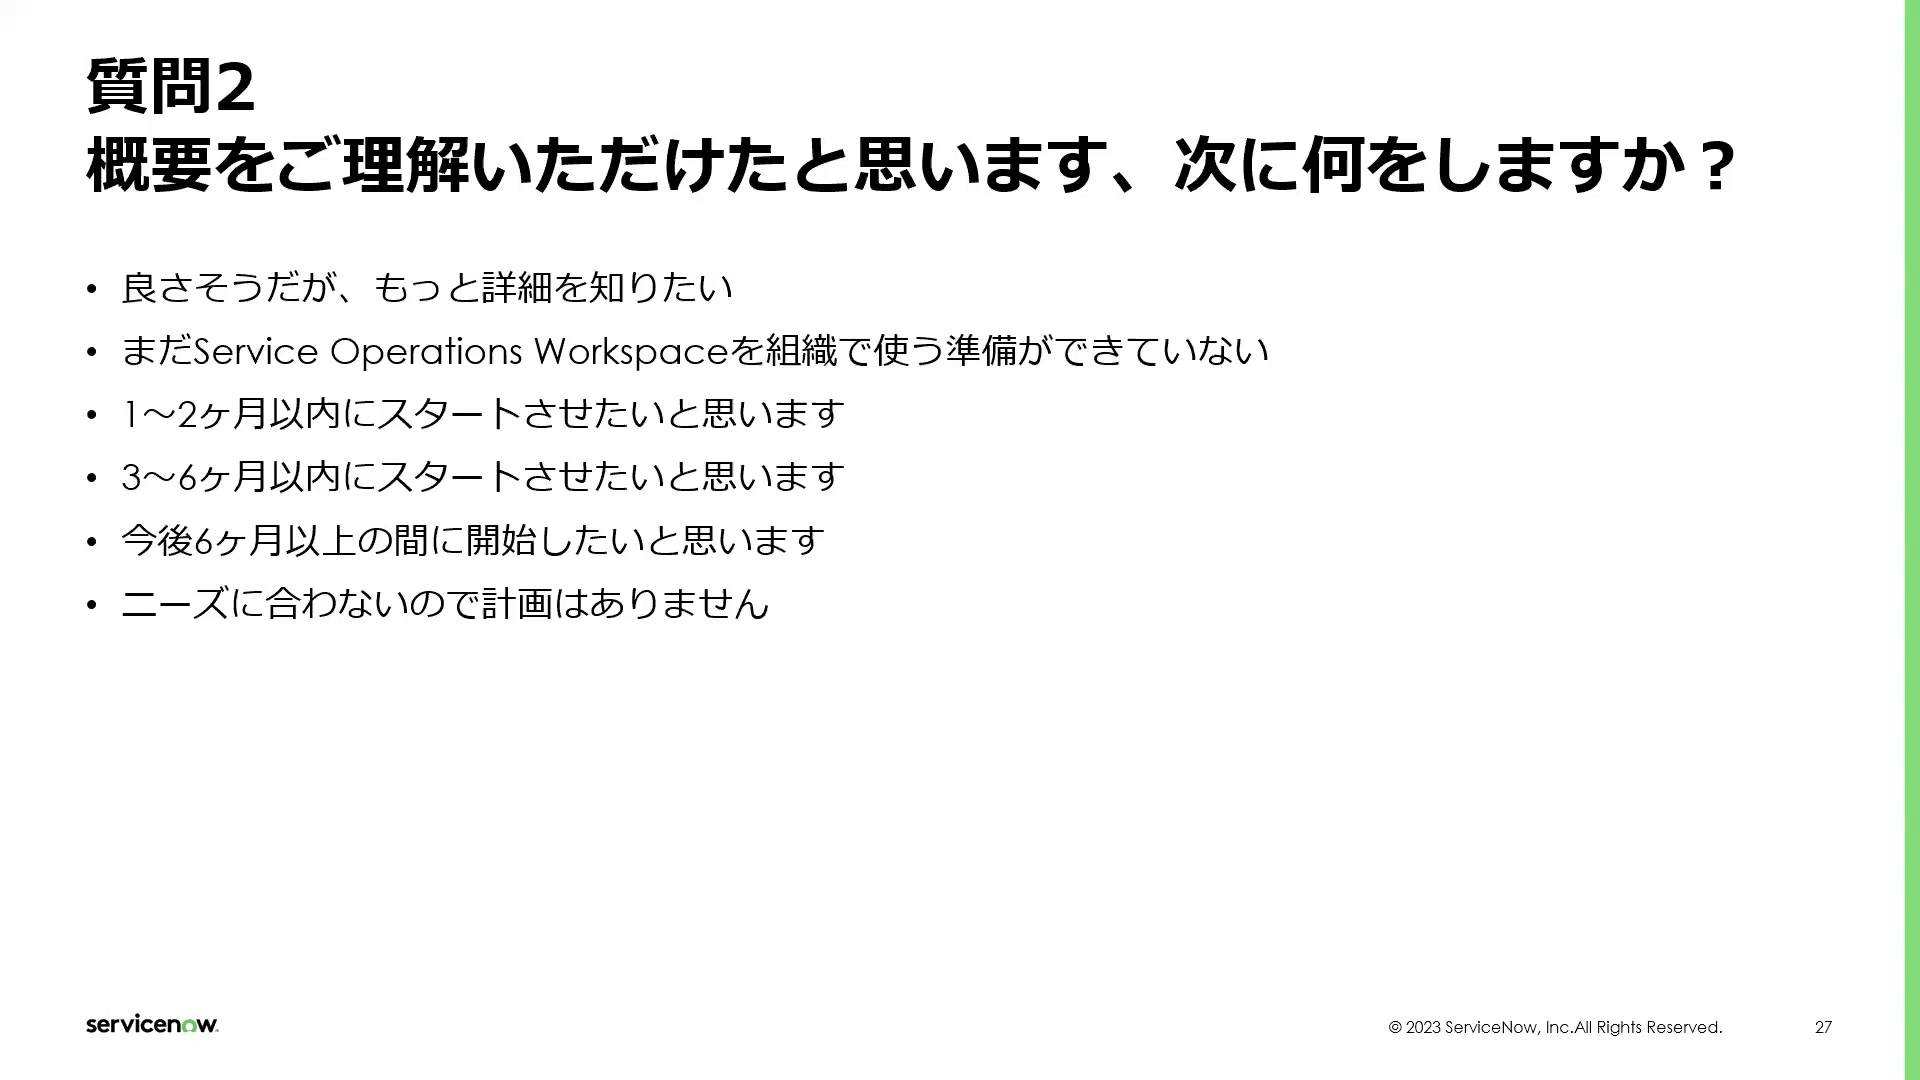 質問2
概要をご理解いただけたと思います、次に何をしますか？
• 良さそうだが、もっと詳細を知りたい
• まだService Operations Workspaceを組織で使う準備ができていない
• 1～2ヶ月以内にスタートさせたいと思います
• 3～6ヶ月以内にスタートさせたいと思います
• 今後6ヶ月以上の間に開始したいと思います
• ニーズに合わないので計画はありません
servicenow.
© 2023 ServiceNow, Inc.All Rights Reserved.
27